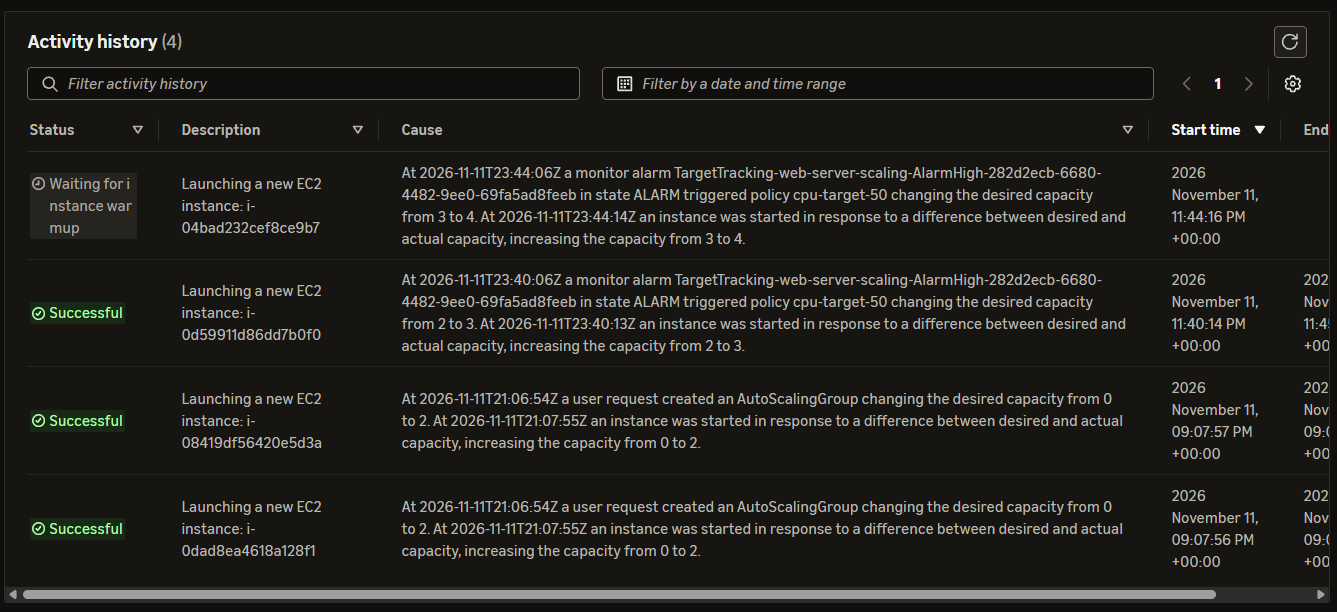 Activity history (4)
Filter activity history
Filter by a date and time range
1
Status
Description
Cause
Start time
End
Waiting for i
nstance war
mup
Launching a new EC2
instance: i-
04bad232cef8ce9b7
At 2026-11-11T23:44:06Z a monitor alarm TargetTracking-web-server-scaling-AlarmHigh-282d2ecb-6680-
4482-9ee0-69fa5ad8feeb in state ALARM triggered policy cpu-target-50 changing the desired capacity
from 3 to 4. At 2026-11-11T23:44:14Z an instance was started in response to a difference between desired and
actual capacity, increasing the capacity from 3 to 4.
2026
November 11,
11:44:16 PM
+00:00
Successful
Launching a new EC2
instance: i-
0d59911d86dd7b0f0
At 2026-11-11T23:40:06Z a monitor alarm TargetTracking-web-server-scaling-AlarmHigh-282d2ecb-6680-
4482-9ee0-69fa5ad8feeb in state ALARM triggered policy cpu-target-50 changing the desired capacity
from 2 to 3. At 2026-11-11T23:40:13Z an instance was started in response to a difference between desired and
actual capacity, increasing the capacity from 2 to 3.
2026
November 11,
11:40:14 PM
+00:00
202
Nov
11:4
+00
Successful
Launching a new EC2
instance: i-
08419df56420e5d3a
At 2026-11-11T21:06:54Z a user request created an AutoScalingGroup changing the desired capacity from 0
to 2. At 2026-11-11T21:07:55Z an instance was started in response to a difference between desired and actual
capacity, increasing the capacity from 0 to 2.
2026
November 11,
09:07:57 PM
+00:00
202
Nov
09:
+00
Successful
Launching a new EC2
instance: i-
0dad8ea4618a128f1
At 2026-11-11T21:06:54Z a user request created an AutoScalingGroup changing the desired capacity from 0
to 2. At 2026-11-11T21:07:55Z an instance was started in response to a difference between desired and actual
capacity, increasing the capacity from 0 to 2.
2026
November 11,
09:07:56 PM
+00:00
202
Nov
09:
+00